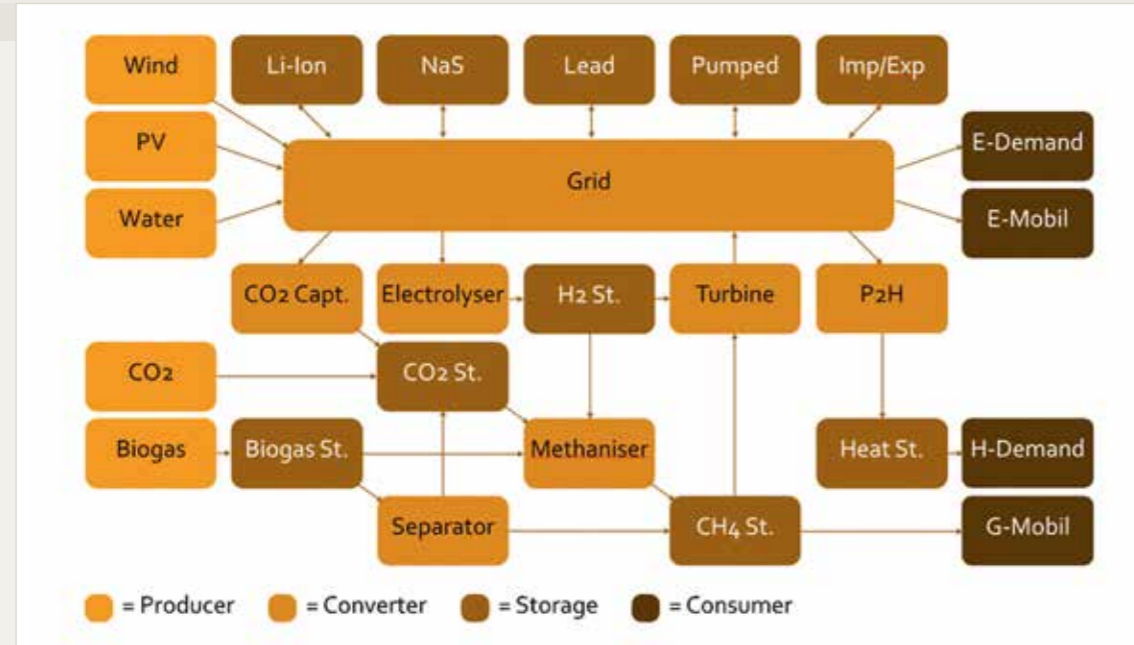 Wind
Li-Ion
NaS
Lead
Pumped
Imp/Exp
PV
E-Demand
Grid
Water
E-Mobil
CO2 Capt.
Electrolyser
H2 St.
Turbine
P2H
CO2
CO2 St.
Biogas
Biogas St.
Methaniser
Heat St.
H-Demand
Separator
CH4 St.
G-Mobil
= Producer
= Converter
= Storage
= Consumer